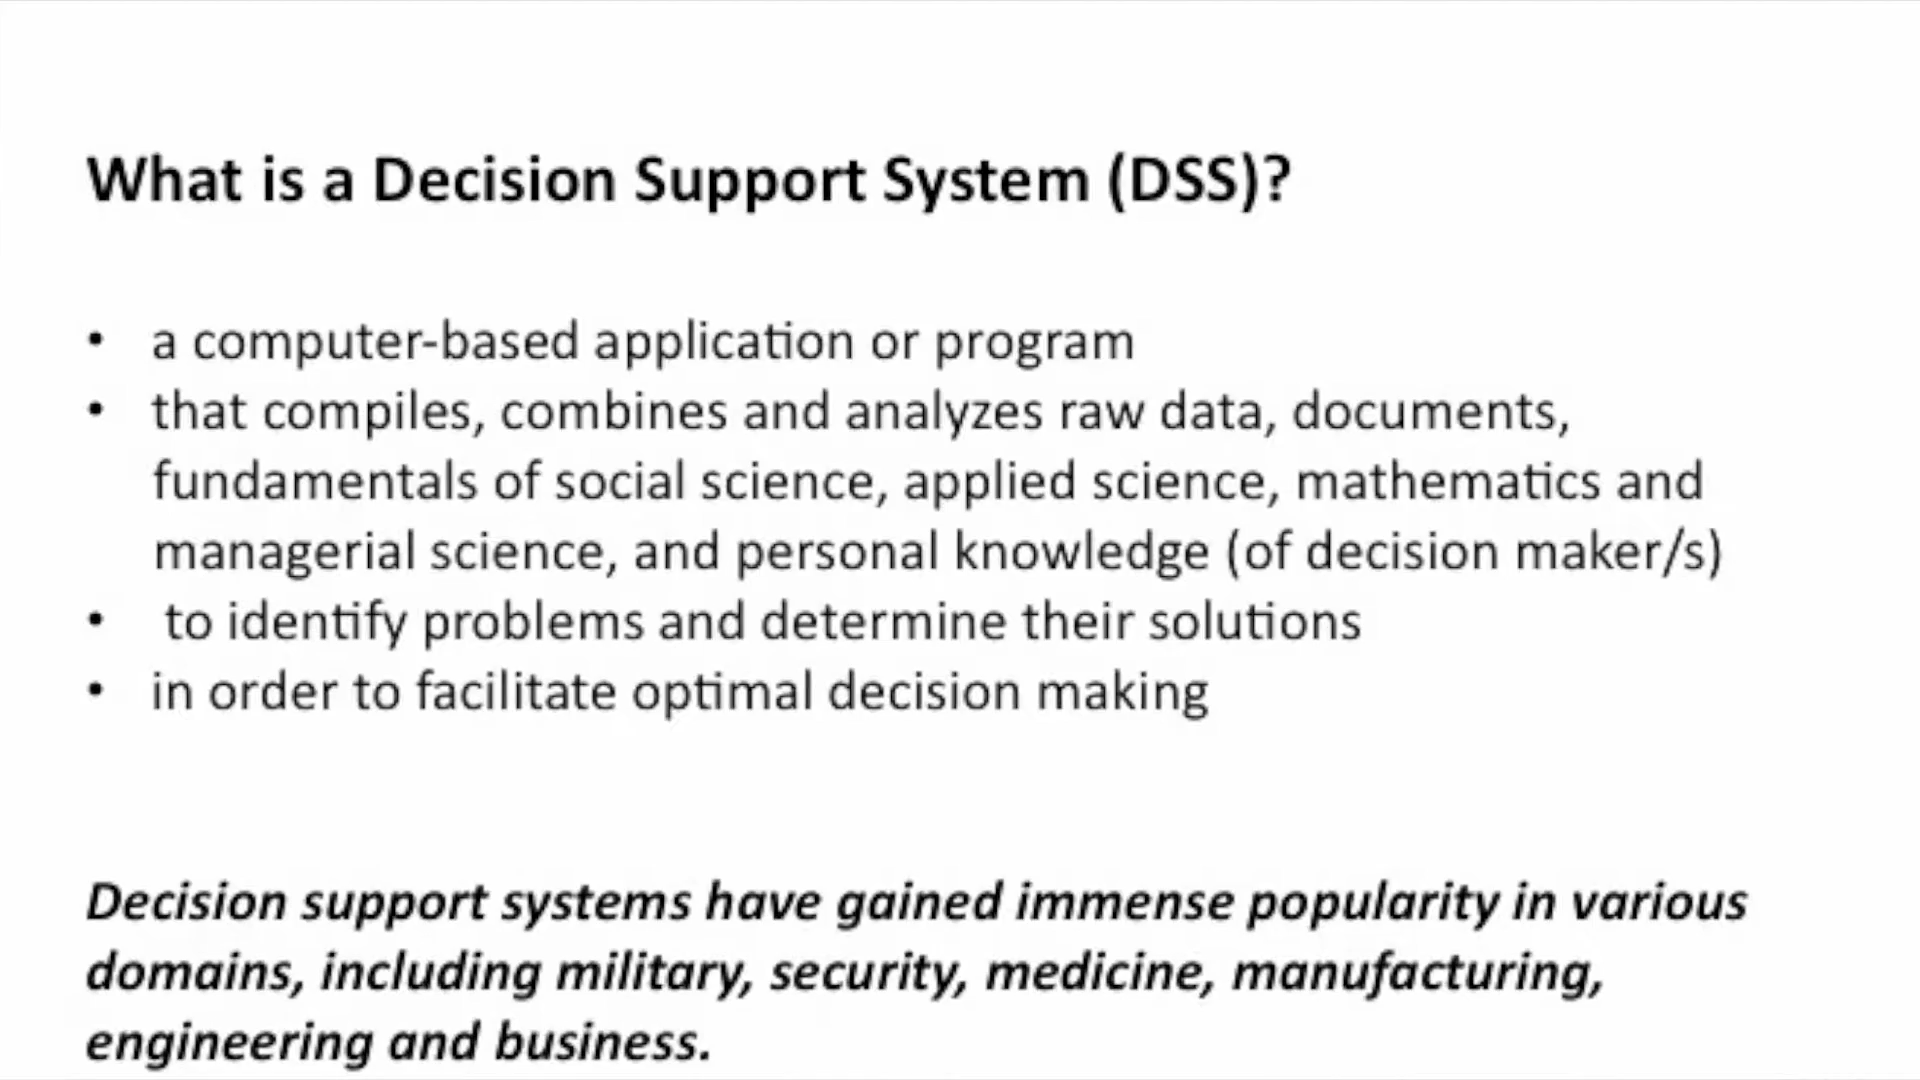 What is a Decision Support System (DSS)?
• a computer-based application or program
• that compiles, combines and analyzes raw data, documents,
fundamentals of social science, applied science, mathematics and
managerial science, and personal knowledge (of decision maker/s)
• to identify problems and determine their solutions
• in order to facilitate optimal decision making
Decision support systems have gained immense popularity in various
domains, including military, security, medicine, manufacturing,
engineering and business.